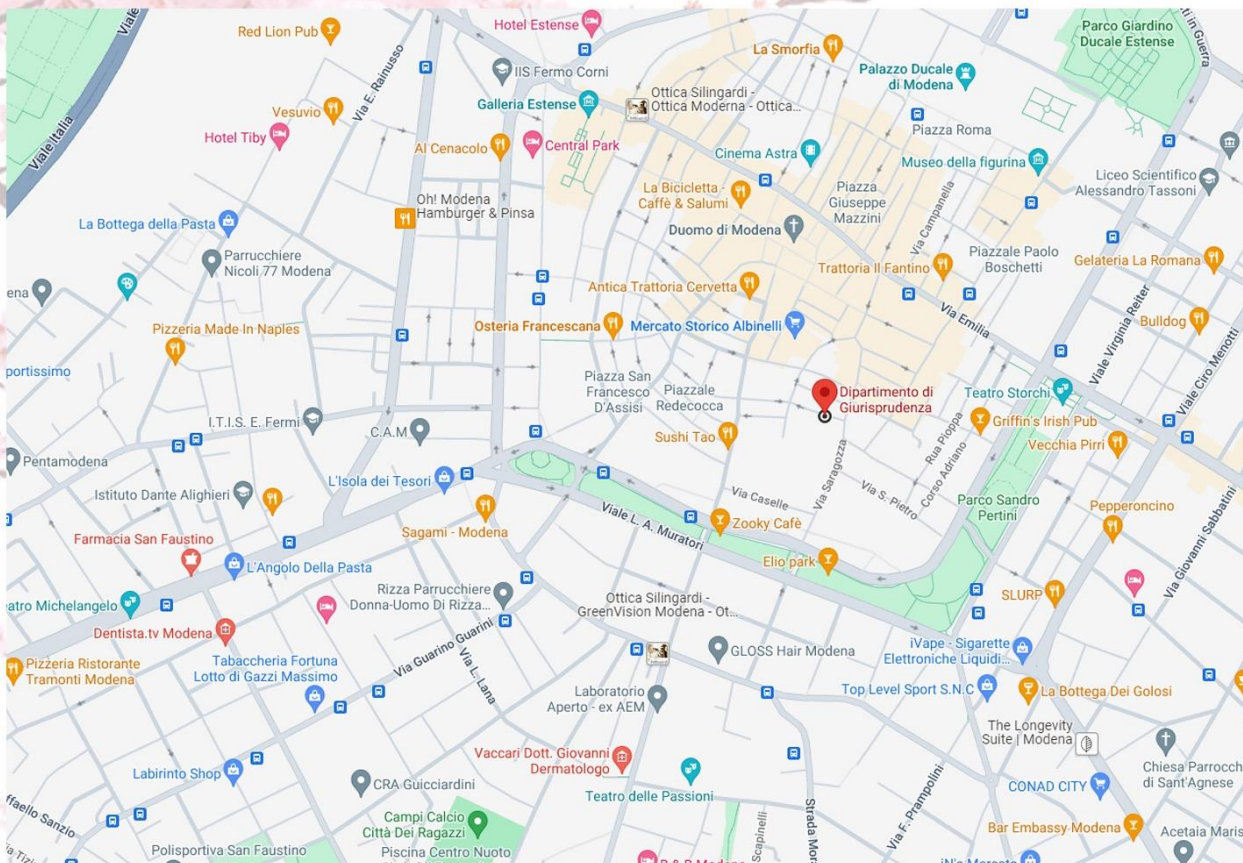 Viale
Red Lion Pub
Hotel Estense
IIS Fermo Corni
La Smorfia
Parco Giardino
Ducale Estense
Palazzo Ducale
di Modena
Viale Italia
Via E. Rainusso
Vesuvio
Hotel Tiby
Galleria Estense
Ottica Silingardi -
Ottica Moderna - Ottica...
Al Cenacolo
Central Park
Cinema Astra
Piazza Roma
Museo della figurina
Liceo Scientifico
Alessandro Tassoni
Oh! Modena
Hamburger & Pinsa
La Bicicletta -
Caffè & Salumi
Piazza
Giuseppe
Mazzini
Via Campanella
Duomo di Modena
La Bottega della Pasta
Parrucchiere
Nicoli 77 Modena
Piazzale Paolo
Boschetti
Gelateria La Romana
Trattoria Il Fantino
Antica Trattoria Cervetta
Pizzeria Made In Naples
Osteria Francescana
Mercato Storico Albinelli
Via Emilia
Viale Virginia Reiter
Bulldog
Viale Ciro Menotti
portissimo
Piazza San
Francesco
D'Assisi
Piazzale
Redecocca
Dipartimento di
Giurisprudenza
Teatro Storchi
I.T.I.S. E. Fermi
C.A.M
Sushi Tao
Rua Pioppa
Griffin's Irish Pub
Vecchia Pirri
Pentamodena
L'Isola dei Tesori
Istituto Dante Alighieri
Via Caselle
Via Saragozza
Via S. Pietro
Corso Adriano
Parco Sandro
Pertini
Pepperoncino
Via Giovanni Sabbatini
Sagami - Modena
Viale L. A. Muratori
Zooky Cafè
Farmacia San Faustino
L'Angolo Della Pasta
Elio park
Rizza Parrucchiere
Donna-Uomo Di Rizza...
Ottica Silingardi -
GreenVision Modena - Ot...
SLURP
eatro Michelangelo
Dentista.tv Modena
Via Guarino Guarini
GLOSS Hair Modena
iVape - Sigarette
Elettroniche Liquidi...
Pizzeria Ristorante
Tramonti Modena
Tabaccheria Fortuna
Lotto di Gazzi Massimo
Via L. Lana
Laboratorio
Aperto - ex AEM
Top Level Sport S.N.C
La Bottega Dei Golosi
The Longevity
Suite | Modena
Vaccari Dott. Giovanni
Dermatologo
Chiesa Parrocch
di Sant'Agnese
Labirinto Shop
CRA Guicciardini
Teatro delle Passioni
CONAD CITY
Via F. Prampolini
Campi Calcio
Città Dei Ragazzi
Bar Embassy Modena
Acetaia Maris
Polisportiva San Faustino
Piscina Centro Nuoto